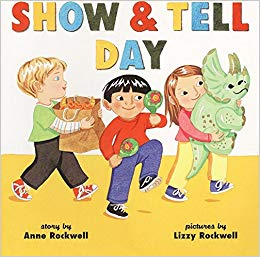 SHOW & TELL
DAY
story by
Anne Rockwell
pictures by
Lizzy Rockwell